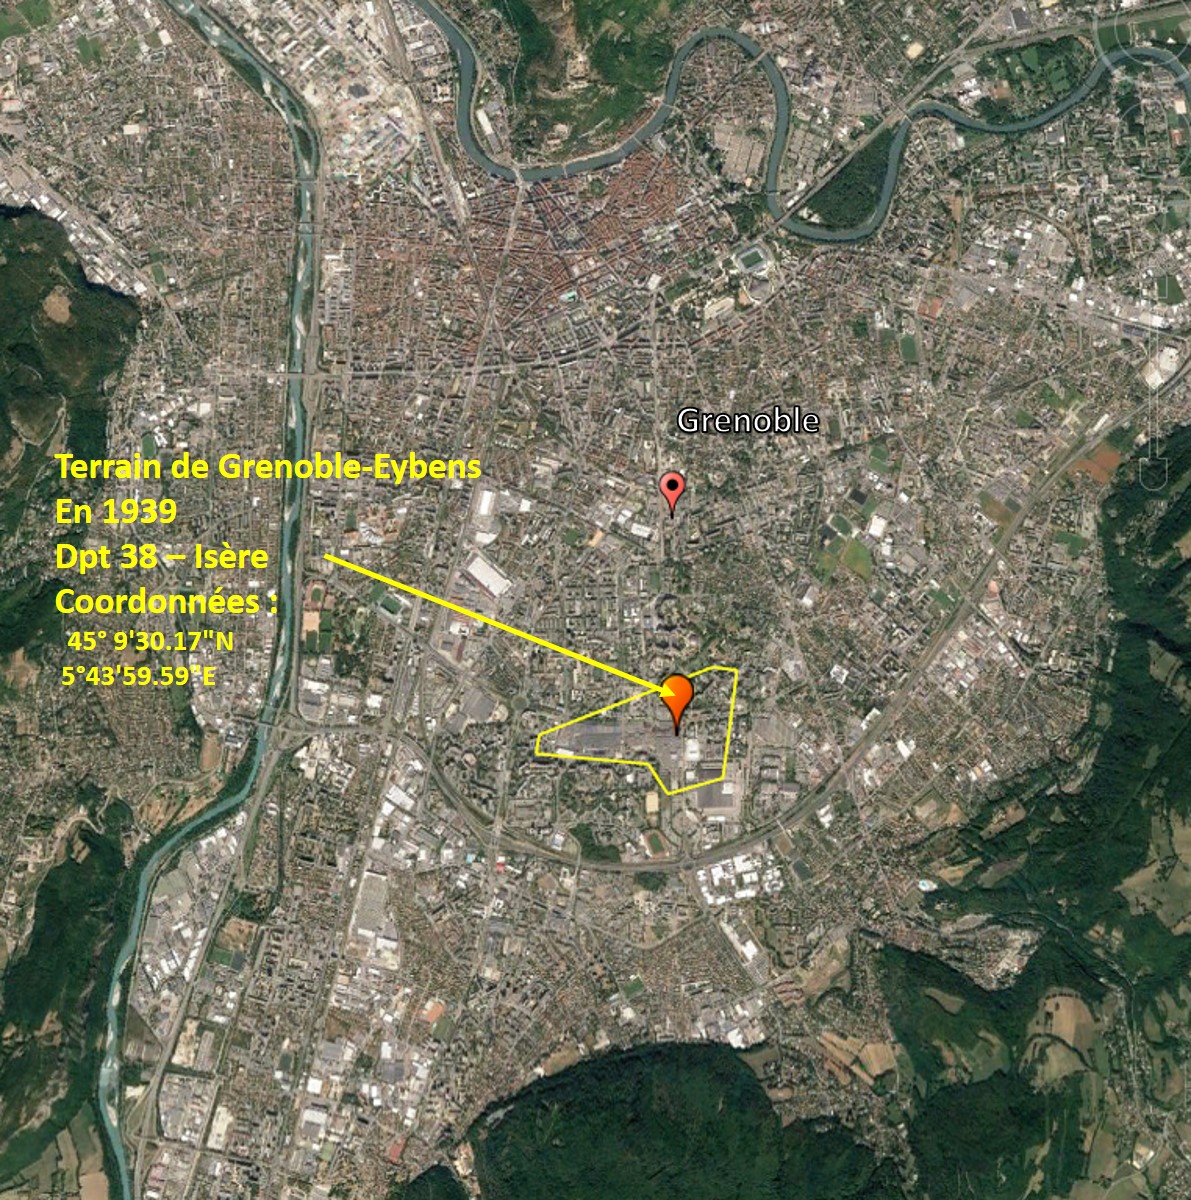 Grenoble
Terrain de Grenoble-Eybens
En 1939
Dpt 38 – Isère
Coordonnées :
45° 9'30.17"N
5°43'59.59"E